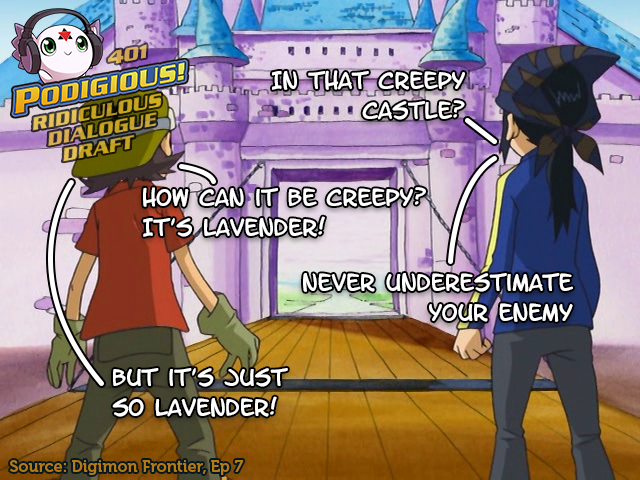 401
PODIGIOUS!
RIDICULOUS
DIALOGUE
DRAFT
IN THAT CREEPY
CASTLE?
HOW CAN IT BE CREEPY?
IT'S LAVENDER!
NEVER UNDERESTIMATE
YOUR ENEMY
BUT IT'S JUST
SO LAVENDER!
Source: Digimon Frontier, Ep 7